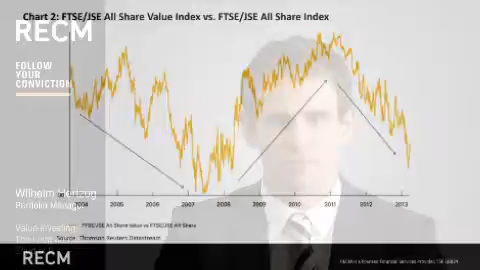 Chart 2: FTSE/JSE All Share Value Index vs. FTSE/JSE All Share Index
RECM
FOLLOW
YOUR
CONVICTION
Wilhelm Hertzog
Portfolio Manager
2004 2005 2006 2007 2008 2009 2010 2011 2012 2013
Value Investing
FTSE/JSE All Share Value vs FTSE/JSE All Share
Source: Thomson Reuters Datastream
RECM